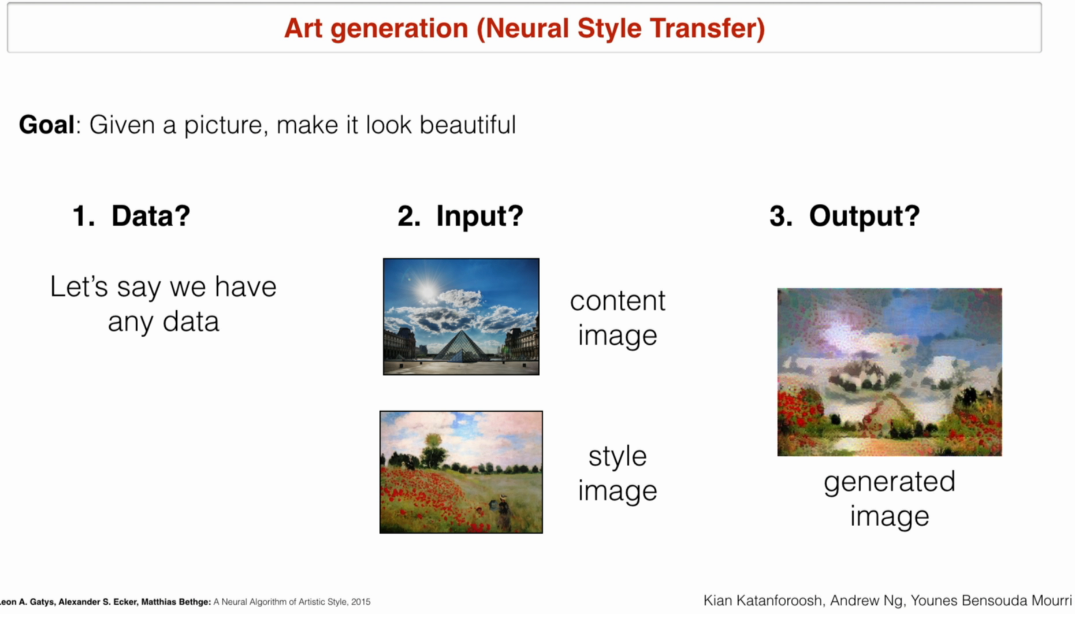 Art generation (Neural Style Transfer)
Goal: Given a picture, make it look beautiful
1. Data?
Let's say we have
any data
2. Input?
content
image
style
image
3. Output?
generated
image
eon A. Gatys, Alexander S. Ecker, Matthias Bethge: A Neural Algorithm of Artistic Style, 2015
Kian Katanforoosh, Andrew Ng, Younes Bensouda Mourri